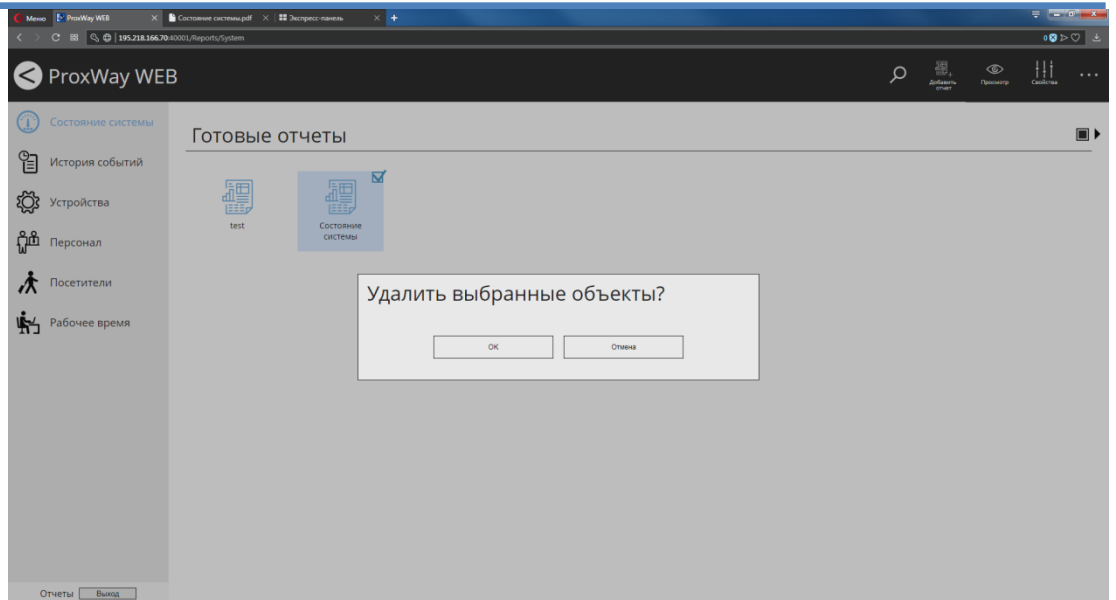 Меню ProxWay WEB Состояние системы.pdf Экспресс-панель
195.218.166.70:40001/Reports/System
ProxWay WEB
Добавить
отчет
Просмотр
Свойства
Состояние системы
История событий
Устройства
Персонал
Посетители
Рабочее время
Готовые отчеты
test
Состояние
системы
Удалить выбранные объекты?
OK Отмена
Отчеты Выход